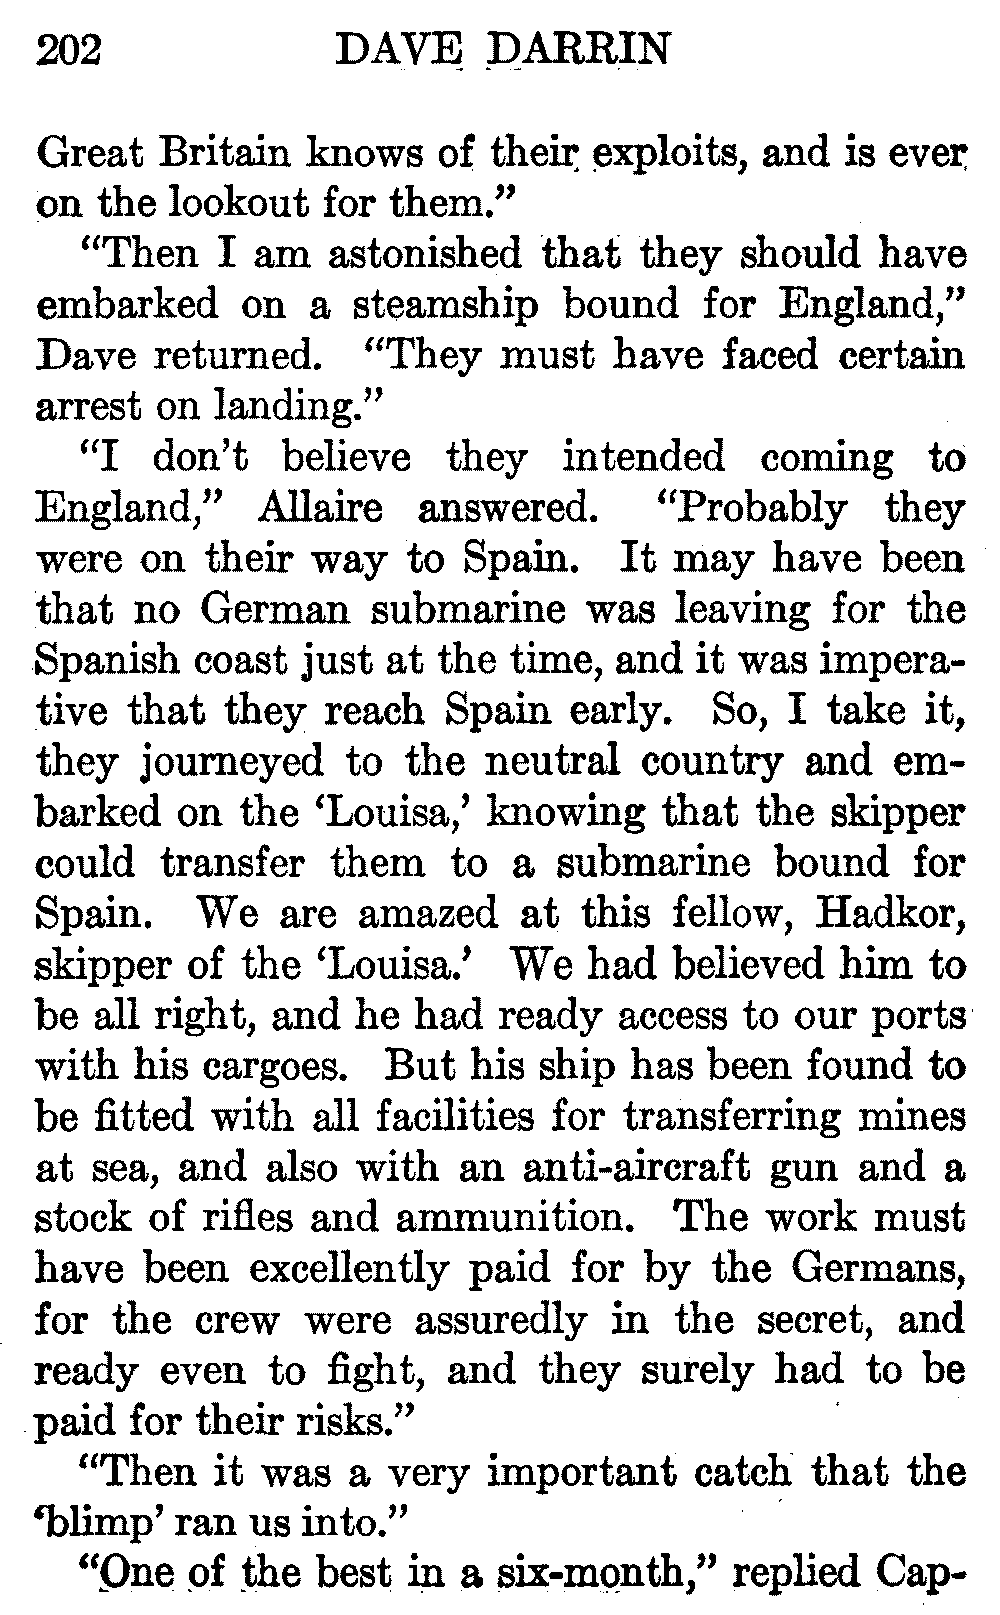 202 DAVE DARRIN
Great Britain knows of their exploits, and is ever
on the lookout for them.”
“Then I am astonished that they should have
embarked on a steamship bound for England,”
Dave returned. “They must have faced certain
arrest on landing.”
“I don’t believe they intended coming to
England,” Allaire answered. “Probably they
were on their way to Spain. It may have been
that no German submarine was leaving for the
Spanish coast just at the time, and it was impera-
tive that they reach Spain early. So, I take it,
they journeyed to the neutral country and em-
barked on the ‘Louisa,’ knowing that the skipper
could transfer them to a submarine bound for
Spain. We are amazed at this fellow, Hadkor,
skipper of the ‘Louisa.’ We had believed him to
be all right, and he had ready access to our ports
with his cargoes. But his ship has been found to
be fitted with all facilities for transferring mines
at sea, and also with an anti-aircraft gun and a
stock of rifles and ammunition. The work must
have been excellently paid for by the Germans,
for the crew were assuredly in the secret, and
ready even to fight, and they surely had to be
paid for their risks.”
“Then it was a very important catch that the
‘blimp’ ran us into.”
“One of the best in a six-month,” replied Cap-